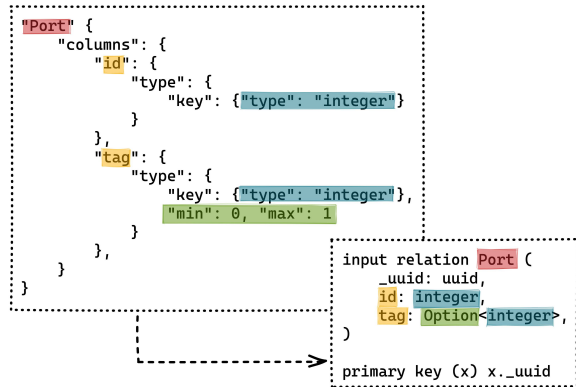 "Port" {
    "columns": {
        "id": {
            "type": {
                "key": {"type": "integer"}
            }
        },
        "tag": {
            "type": {
                "key": {"type": "integer"},
                "min": 0, "max": 1
            }
        },
    }
}
input relation Port (
    _uuid: uuid,
    id: integer,
    tag: Option<integer>,
)
primary key (x) x._uuid